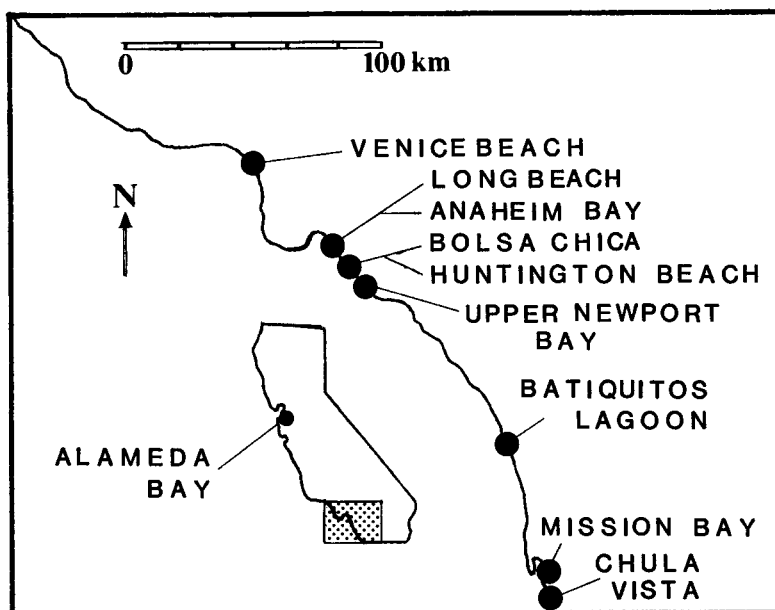 0 100 km
VENICE BEACH
LONG BEACH
ANAHEIM BAY
N
BOLSA CHICA
HUNTINGTON BEACH
UPPER NEWPORT
BAY
BATIQUITOS
LAGOON
ALAMEDA
BAY
MISSION BAY
CHULA
VISTA